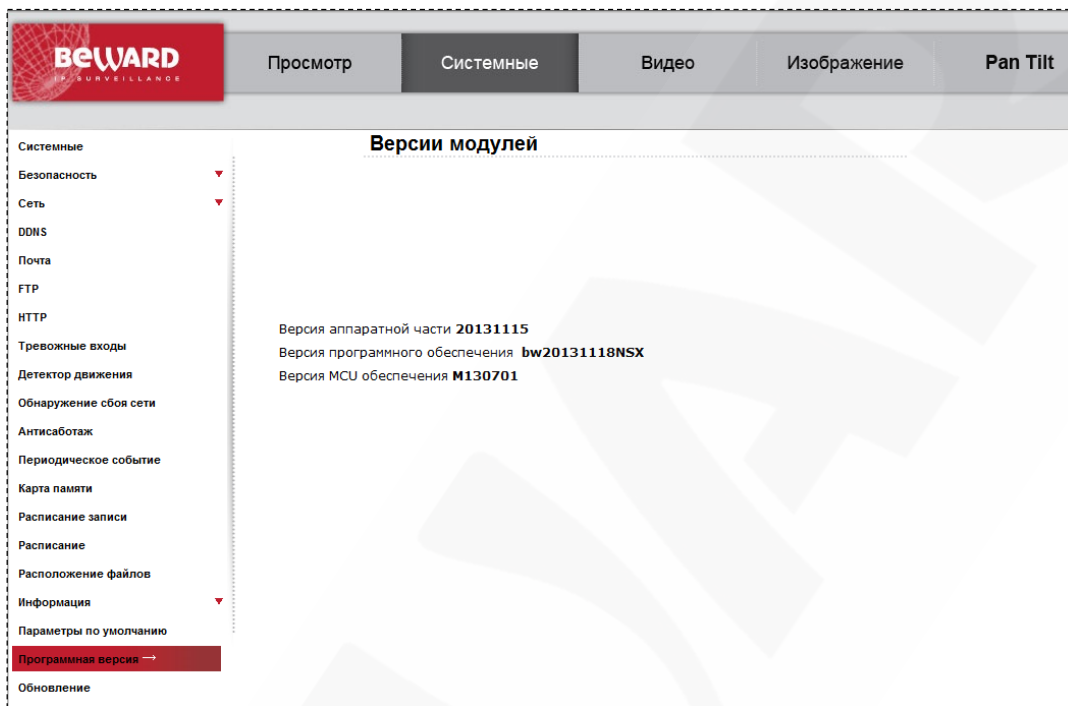 BEWARD
IP SURVEILLANCE
Просмотр
Системные
Видео
Изображение
Pan Tilt
Версии модулей
Системные
Безопасность
Сеть
DDNS
Почта
FTP
HTTP
Тревожные входы
Детектор движения
Обнаружение сбоя сети
Антисаботаж
Периодическое событие
Карта памяти
Расписание записи
Расписание
Расположение файлов
Информация
Параметры по умолчанию
Программная версия →
Обновление
Версия аппаратной части 20131115
Версия программного обеспечения bw20131118NSX
Версия MCU обеспечения M130701